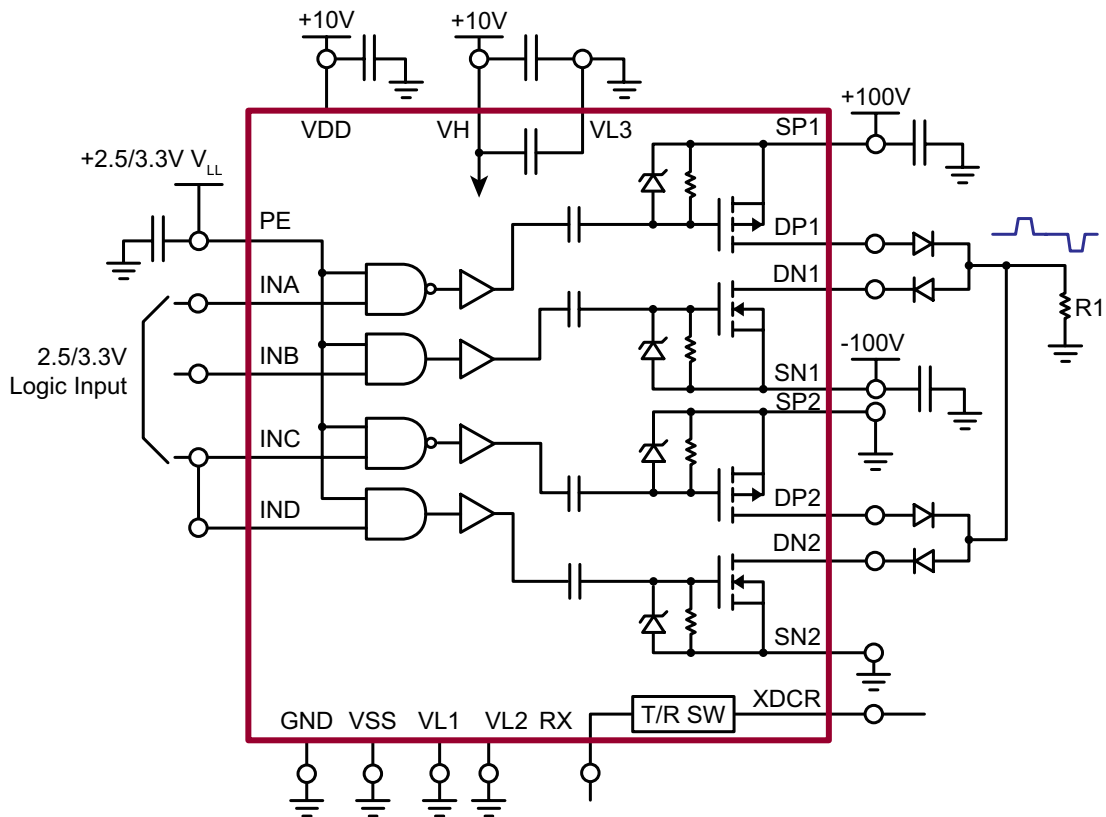 +10V
+10V
VDD
VH
VL3
SP1
+100V
+2.5/3.3V V_LL
PE
DP1
INA
DN1
R1
INB
2.5/3.3V
Logic Input
-100V
SN1
SP2
INC
DP2
IND
DN2
SN2
XDCR
T/R SW
GND
VSS
VL1
VL2
RX